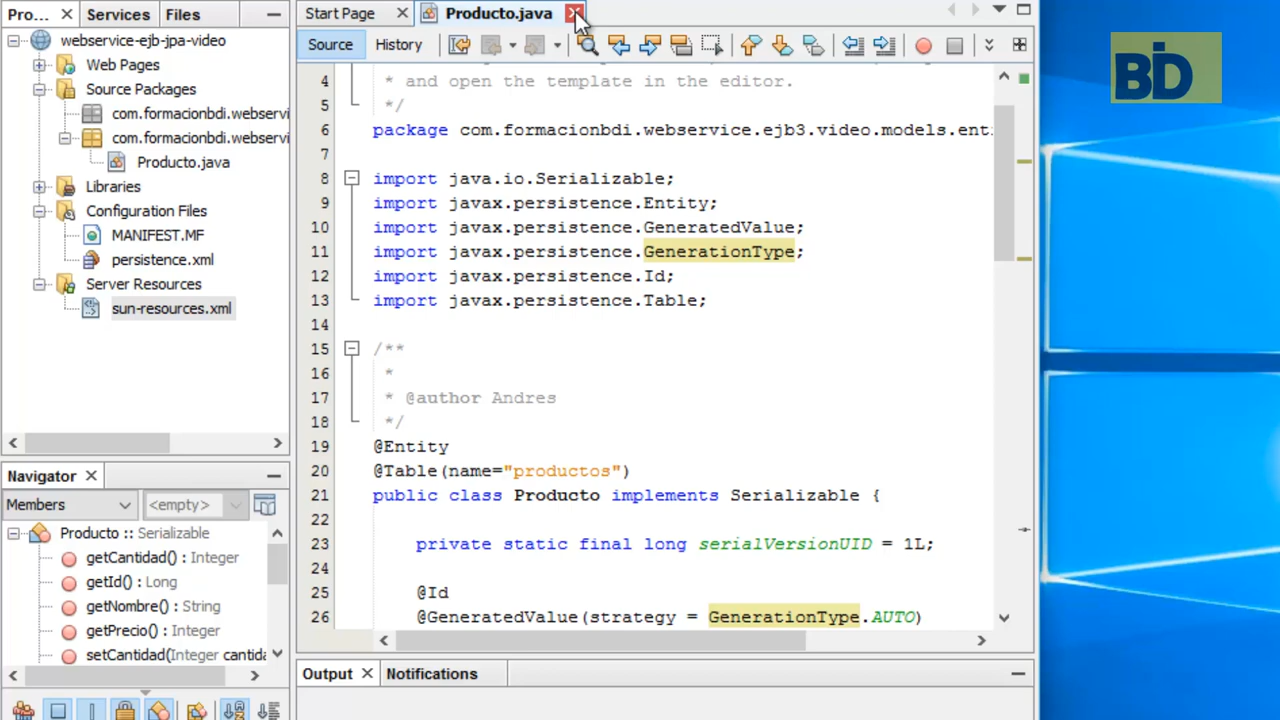 Pro...
Services
Files
webservice-ejb-jpa-video
Web Pages
Source Packages
com.formacionbdi.webservi
com.formacionbdi.webservi
Producto.java
Libraries
Configuration Files
MANIFEST.MF
persistence.xml
Server Resources
sun-resources.xml
Navigator
Members
<empty>
Producto :: Serializable
getCantidad() : Integer
getId() : Long
getNombre() : String
getPrecio() : Integer
setCantidad(Integer cantida
Start Page
Producto.java
Source
History
4 * and open the template in the editor.
5 */
6 package com.formacionbdi.webservice.ejb3.video.models.ent
7
8 import java.io.Serializable;
9 import javax.persistence.Entity;
10 import javax.persistence.GeneratedValue;
11 import javax.persistence.GenerationType;
12 import javax.persistence.Id;
13 import javax.persistence.Table;
14
15 /**
16 *
17 * @author Andres
18 */
19 @Entity
20 @Table(name="productos")
21 public class Producto implements Serializable {
22
23 private static final long serialVersionUID = 1L;
24
25 @Id
26 @GeneratedValue(strategy = GenerationType.AUTO)
Output
Notifications
BD